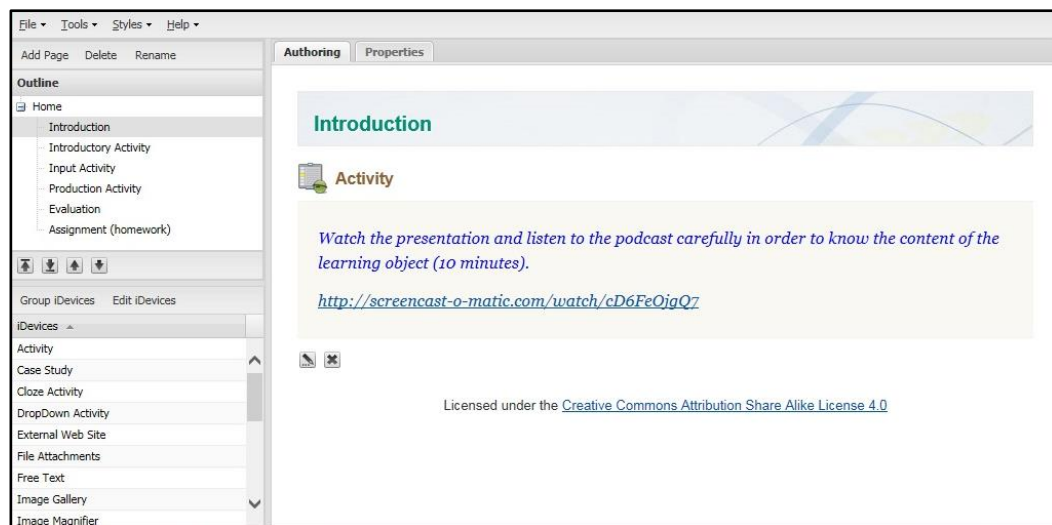 File Tools Styles Help
Add Page Delete Rename
Outline
Home
Introduction
Introductory Activity
Input Activity
Production Activity
Evaluation
Assignment (homework)
Group iDevices Edit iDevices
iDevices
Activity
Case Study
Cloze Activity
DropDown Activity
External Web Site
File Attachments
Free Text
Image Gallery
Image Magnifier
Authoring Properties
Introduction
Activity
Watch the presentation and listen to the podcast carefully in order to know the content of the
learning object (10 minutes).
http://screencast-o-matic.com/watch/cD6FeOjgQ7
Licensed under the Creative Commons Attribution Share Alike License 4.0